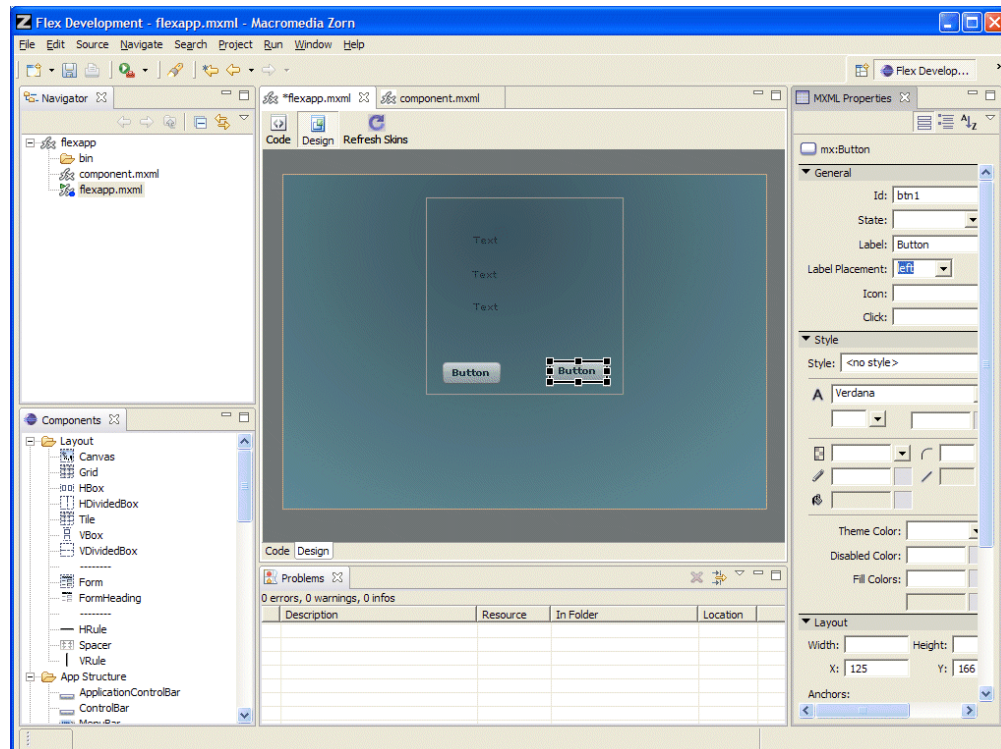 Z Flex Development - flexapp.mxml - Macromedia Zorn
File Edit Source Navigate Search Project Run Window Help
Flex Develop...
Navigator
flexapp
bin
component.mxml
flexapp.mxml
Components
Layout
Canvas
Grid
HBox
HDividedBox
Tile
VBox
VDividedBox
--------
Form
FormHeading
--------
HRule
Spacer
VRule
App Structure
ApplicationControlBar
ControlBar
MenuBar
*flexapp.mxml component.mxml
Code Design Refresh Skins
Text
Text
Text
Button Button
Code Design
Problems
0 errors, 0 warnings, 0 infos
Description Resource In Folder Location
MXML Properties
mx:Button
General
Id: btn1
State:
Label: Button
Label Placement: left
Icon:
Click:
Style
Style: <no style>
A Verdana
Theme Color:
Disabled Color:
Fill Colors:
Layout
Width: Height:
X: 125 Y: 166
Anchors: